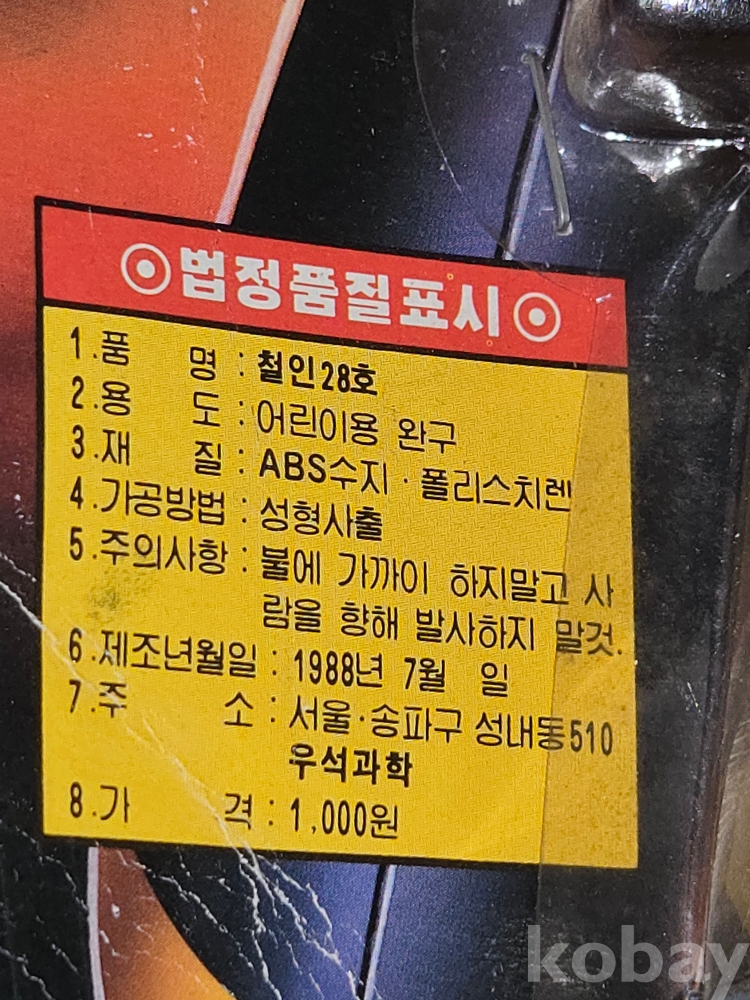 ⊙법정품질표시⊙
1.품 명 : 철인28호
2.용 도 : 어린이용 완구
3.재 질 : ABS수지·폴리스치렌
4.가공방법 : 성형사출
5.주의사항 : 불에 가까이 하지말고 사
람을 향해 발사하지 말것.
6.제조년월일 : 1988년 7월 일
7.주 소 : 서울·송파구 성내동510
우석과학
8.가 격 : 1,000원
kobay